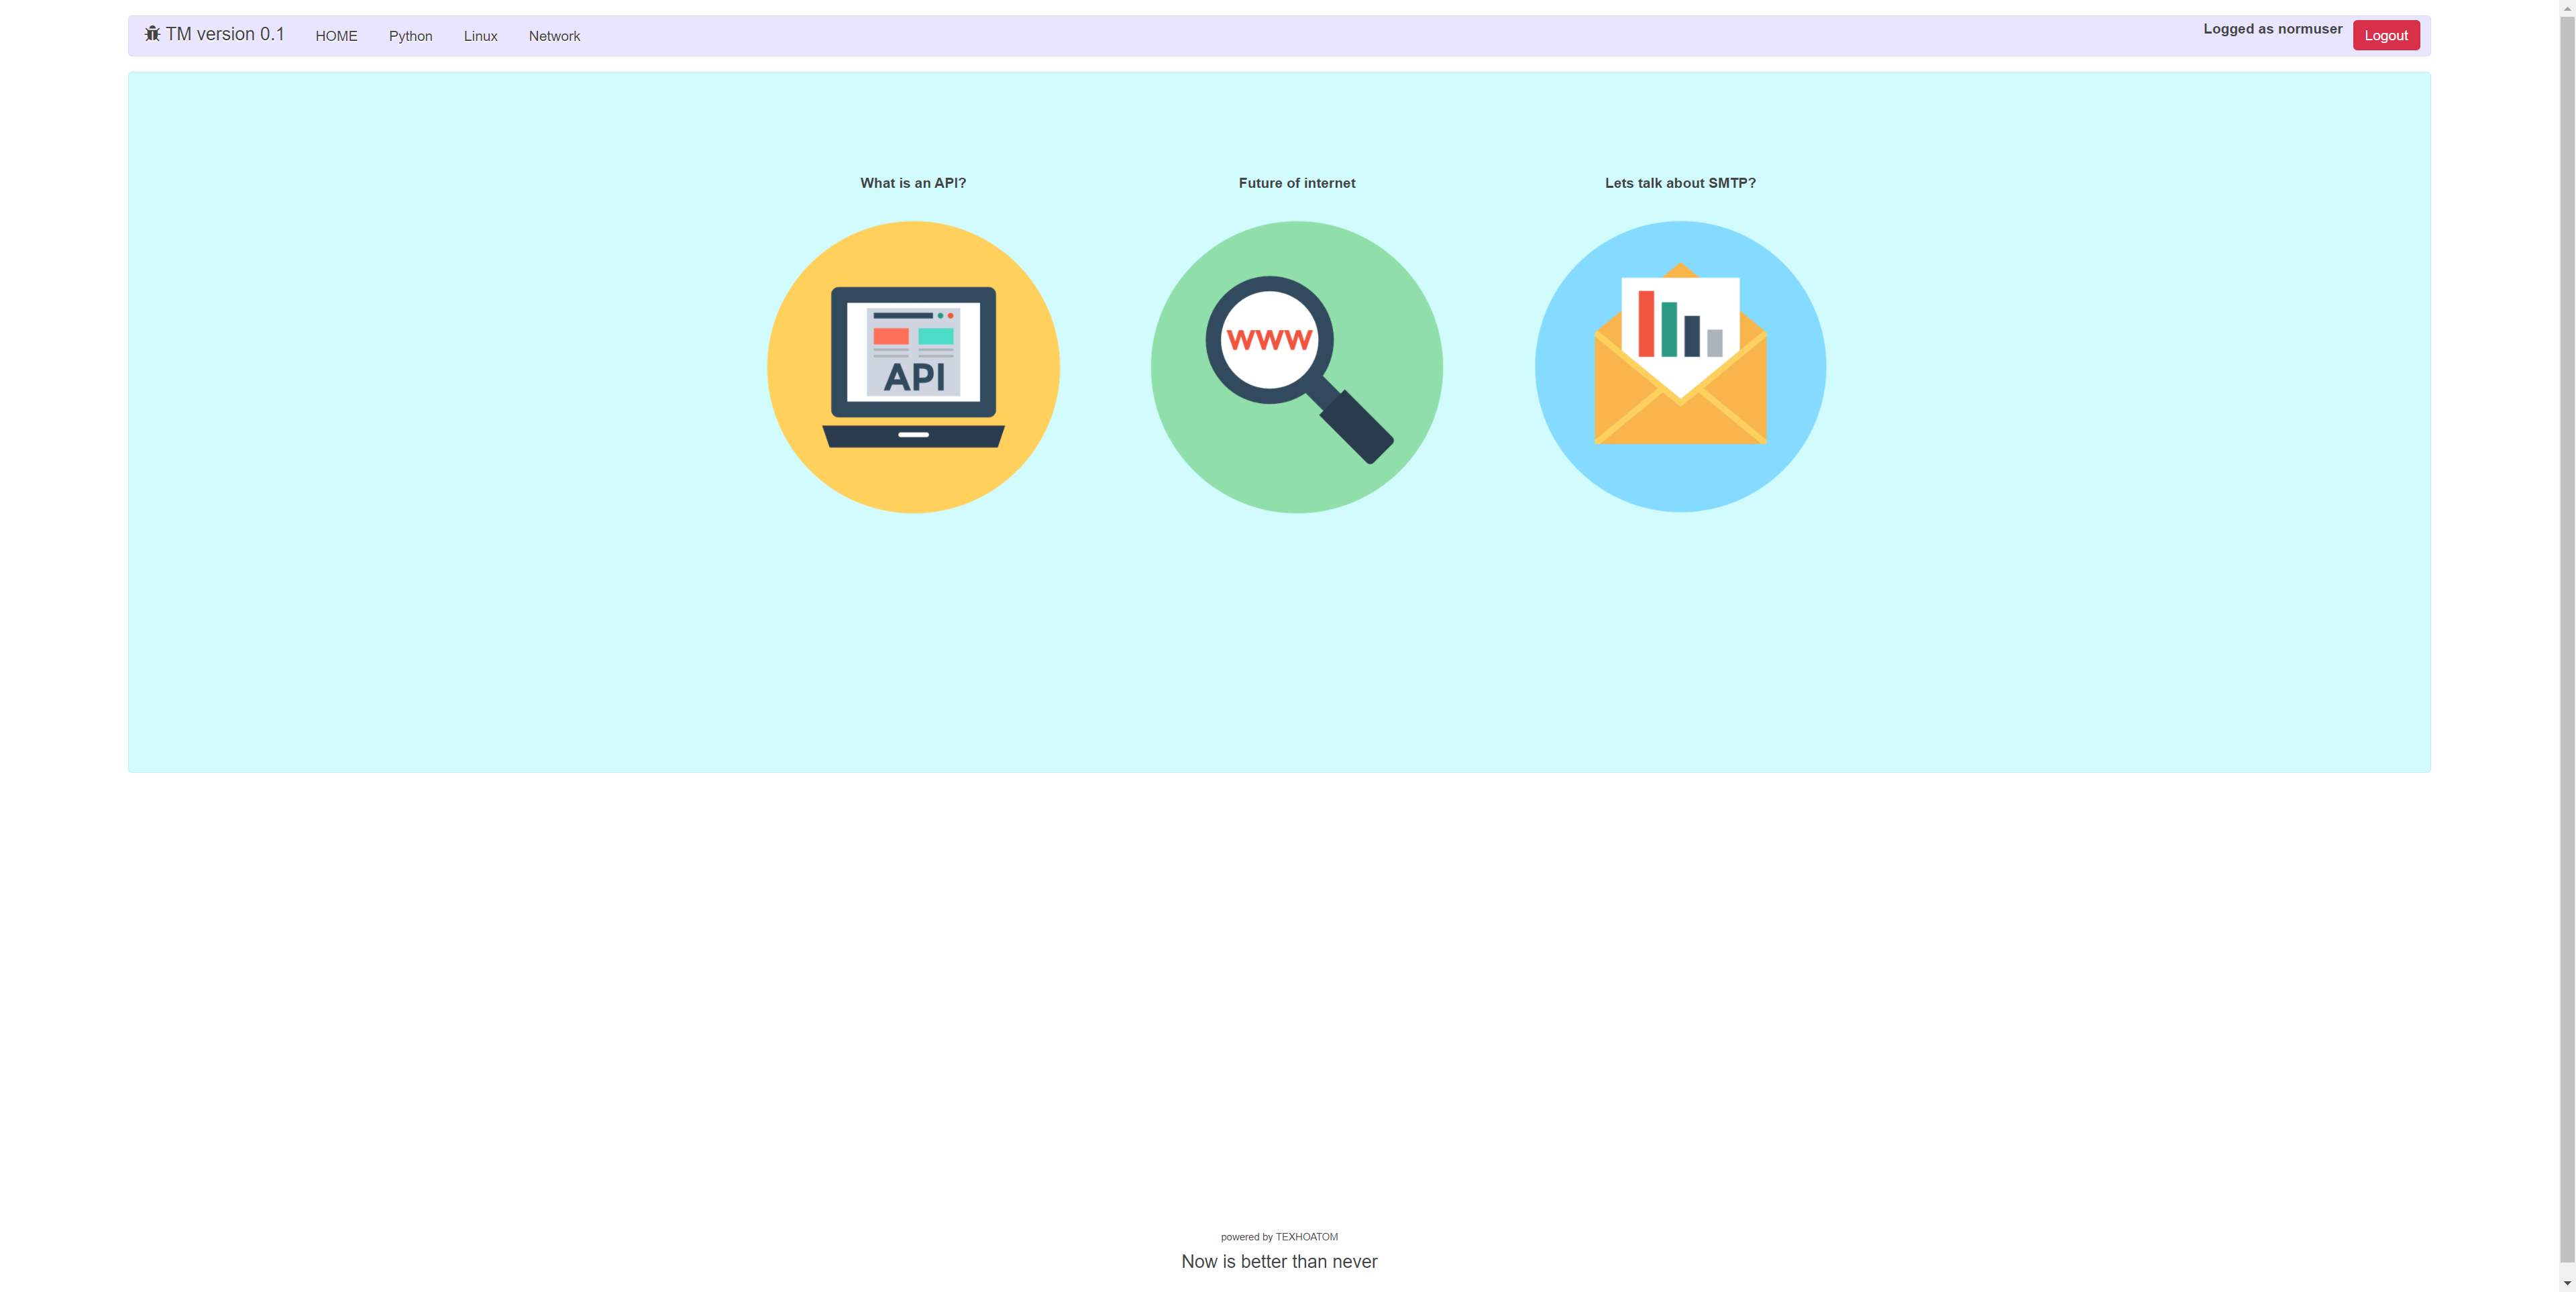 TM version 0.1 HOME Python Linux Network Logged as normuser Logout
What is an API? Future of internet Lets talk about SMTP?
API
www
powered by TEXHOATOM
Now is better than never